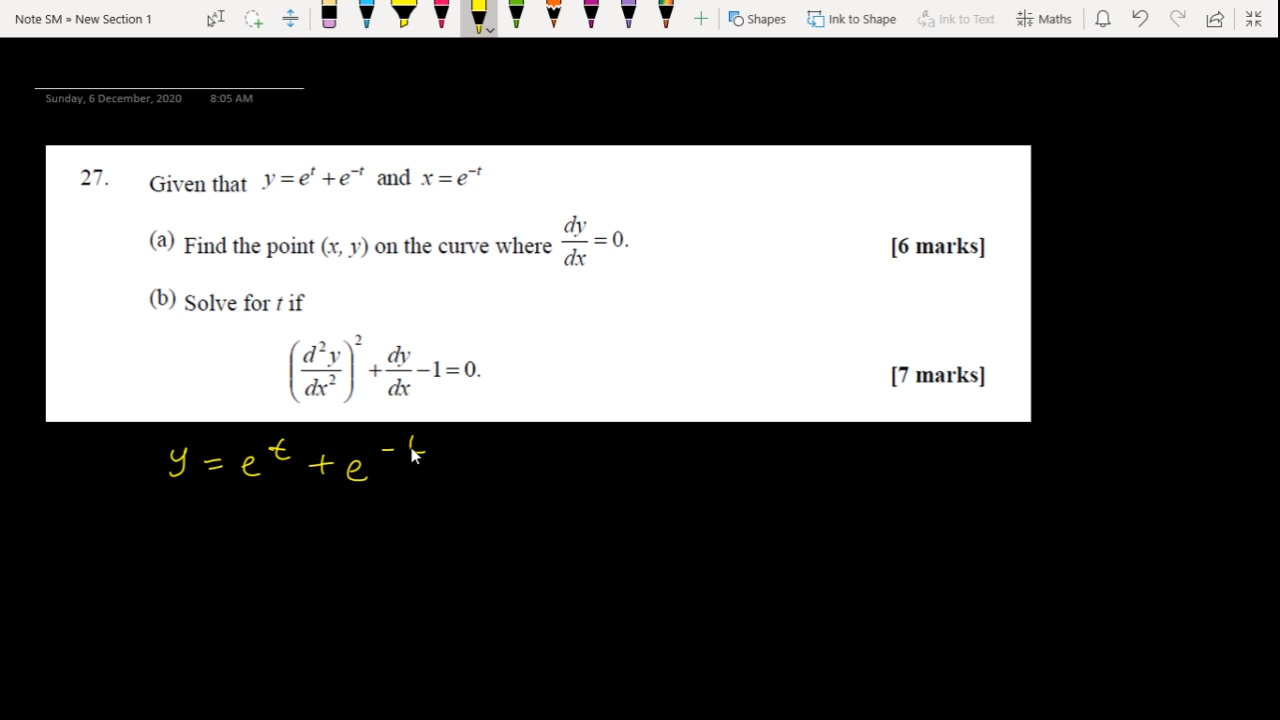 Note SM » New Section 1 Shapes Ink to Shape Ink to Text Maths
Sunday, 6 December, 2020 8:05 AM
27. Given that y = e^t + e^{-t} and x = e^{-t}
(a) Find the point (x, y) on the curve where dy/dx = 0. [6 marks]
(b) Solve for t if
(d²y/dx²)² + dy/dx − 1 = 0. [7 marks]
y = e^t + e^{-t}